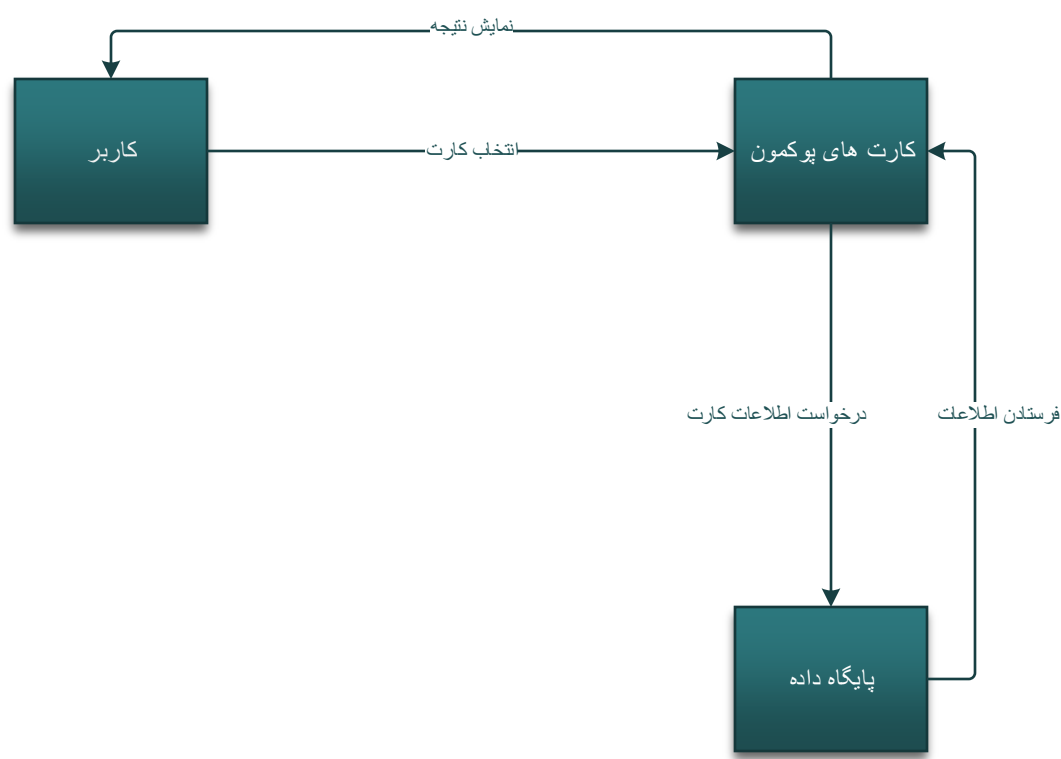 نمایش نتیجه
کاربر
انتخاب کارت
کارت های پوکمون
درخواست اطلاعات کارت
فرستادن اطلاعات
پایگاه داده